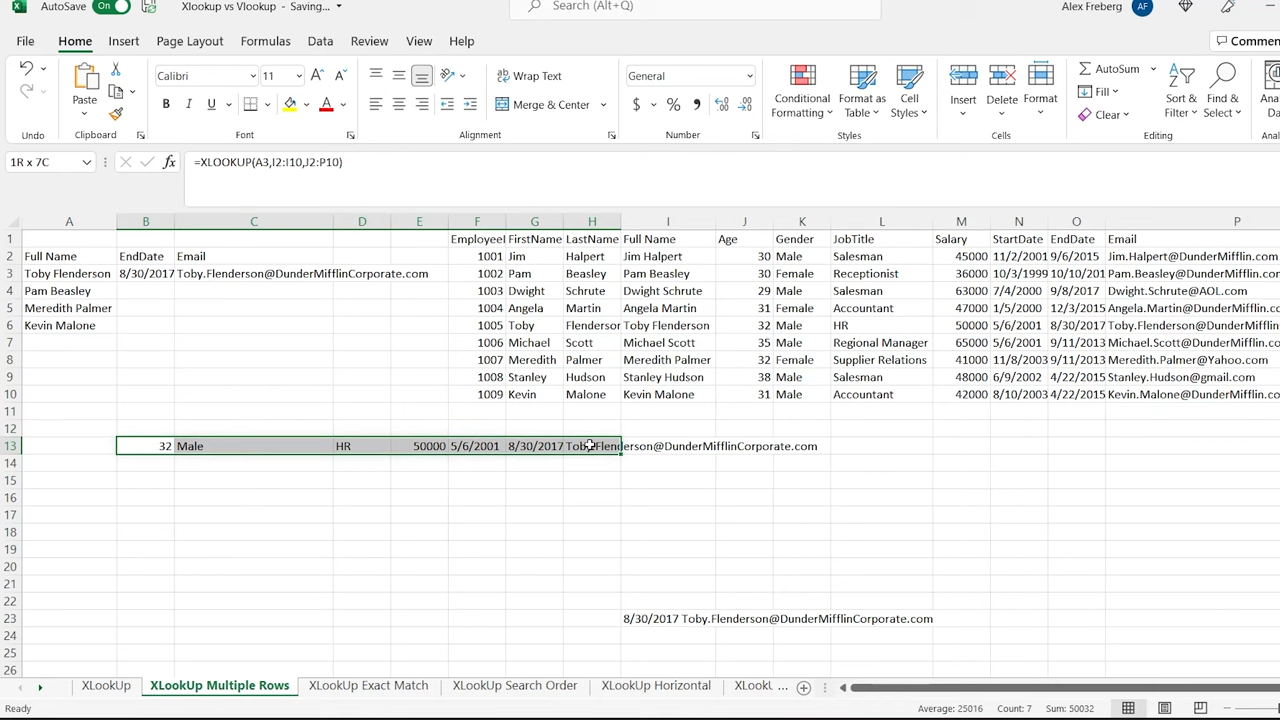 AutoSave On Xlookup vs Vlookup - Saving... Search (Alt+Q) Alex Freberg AF
File Home Insert Page Layout Formulas Data Review View Help Commen
Calibri 11 Wrap Text General AutoSum
Paste B I U Merge & Center $ % Conditional Formatting Format as Table Cell Styles Insert Delete Format Fill Clear Sort & Filter Find & Select
Undo Clipboard Font Alignment Number Styles Cells Editing
1R x 7C fx =XLOOKUP(A3,I2:I10,J2:P10)
A B C D E F G H I J K L M N O P
1 EmployeeI FirstName LastName Full Name Age Gender JobTitle Salary StartDate EndDate Email
2 Full Name EndDate Email 1001 Jim Halpert Jim Halpert 30 Male Salesman 45000 11/2/2001 9/6/2015 Jim.Halpert@DunderMifflin.com
3 Toby Flenderson 8/30/2017 Toby.Flenderson@DunderMifflinCorporate.com 1002 Pam Beasley Pam Beasley 30 Female Receptionist 36000 10/3/1999 10/10/201 Pam.Beasley@DunderMifflin.co
4 Pam Beasley 1003 Dwight Schrute Dwight Schrute 29 Male Salesman 63000 7/4/2000 9/8/2017 Dwight.Schrute@AOL.com
5 Meredith Palmer 1004 Angela Martin Angela Martin 31 Female Accountant 47000 1/5/2000 12/3/2015 Angela.Martin@DunderMifflin.c
6 Kevin Malone 1005 Toby Flenderson Toby Flenderson 32 Male HR 50000 5/6/2001 8/30/2017 Toby.Flenderson@DunderMifflin
7 1006 Michael Scott Michael Scott 35 Male Regional Manager 65000 5/6/2001 9/11/2013 Michael.Scott@DunderMifflin.co
8 1007 Meredith Palmer Meredith Palmer 32 Female Supplier Relations 41000 11/8/2003 9/11/2013 Meredith.Palmer@Yahoo.com
9 1008 Stanley Hudson Stanley Hudson 38 Male Salesman 48000 6/9/2002 4/22/2015 Stanley.Hudson@gmail.com
10 1009 Kevin Malone Kevin Malone 31 Male Accountant 42000 8/10/2003 4/22/2015 Kevin.Malone@DunderMifflin.co
11
12
13 32 Male HR 50000 5/6/2001 8/30/2017 Toby.Flenderson@DunderMifflinCorporate.com
14
15
16
17
18
19
20
21
22
23 8/30/2017 Toby.Flenderson@DunderMifflinCorporate.com
24
25
26
XLookUp XLookUp Multiple Rows XLookUp Exact Match XLookUp Search Order XLookUp Horizontal XLookU ...
Ready Average: 25016 Count: 7 Sum: 50032